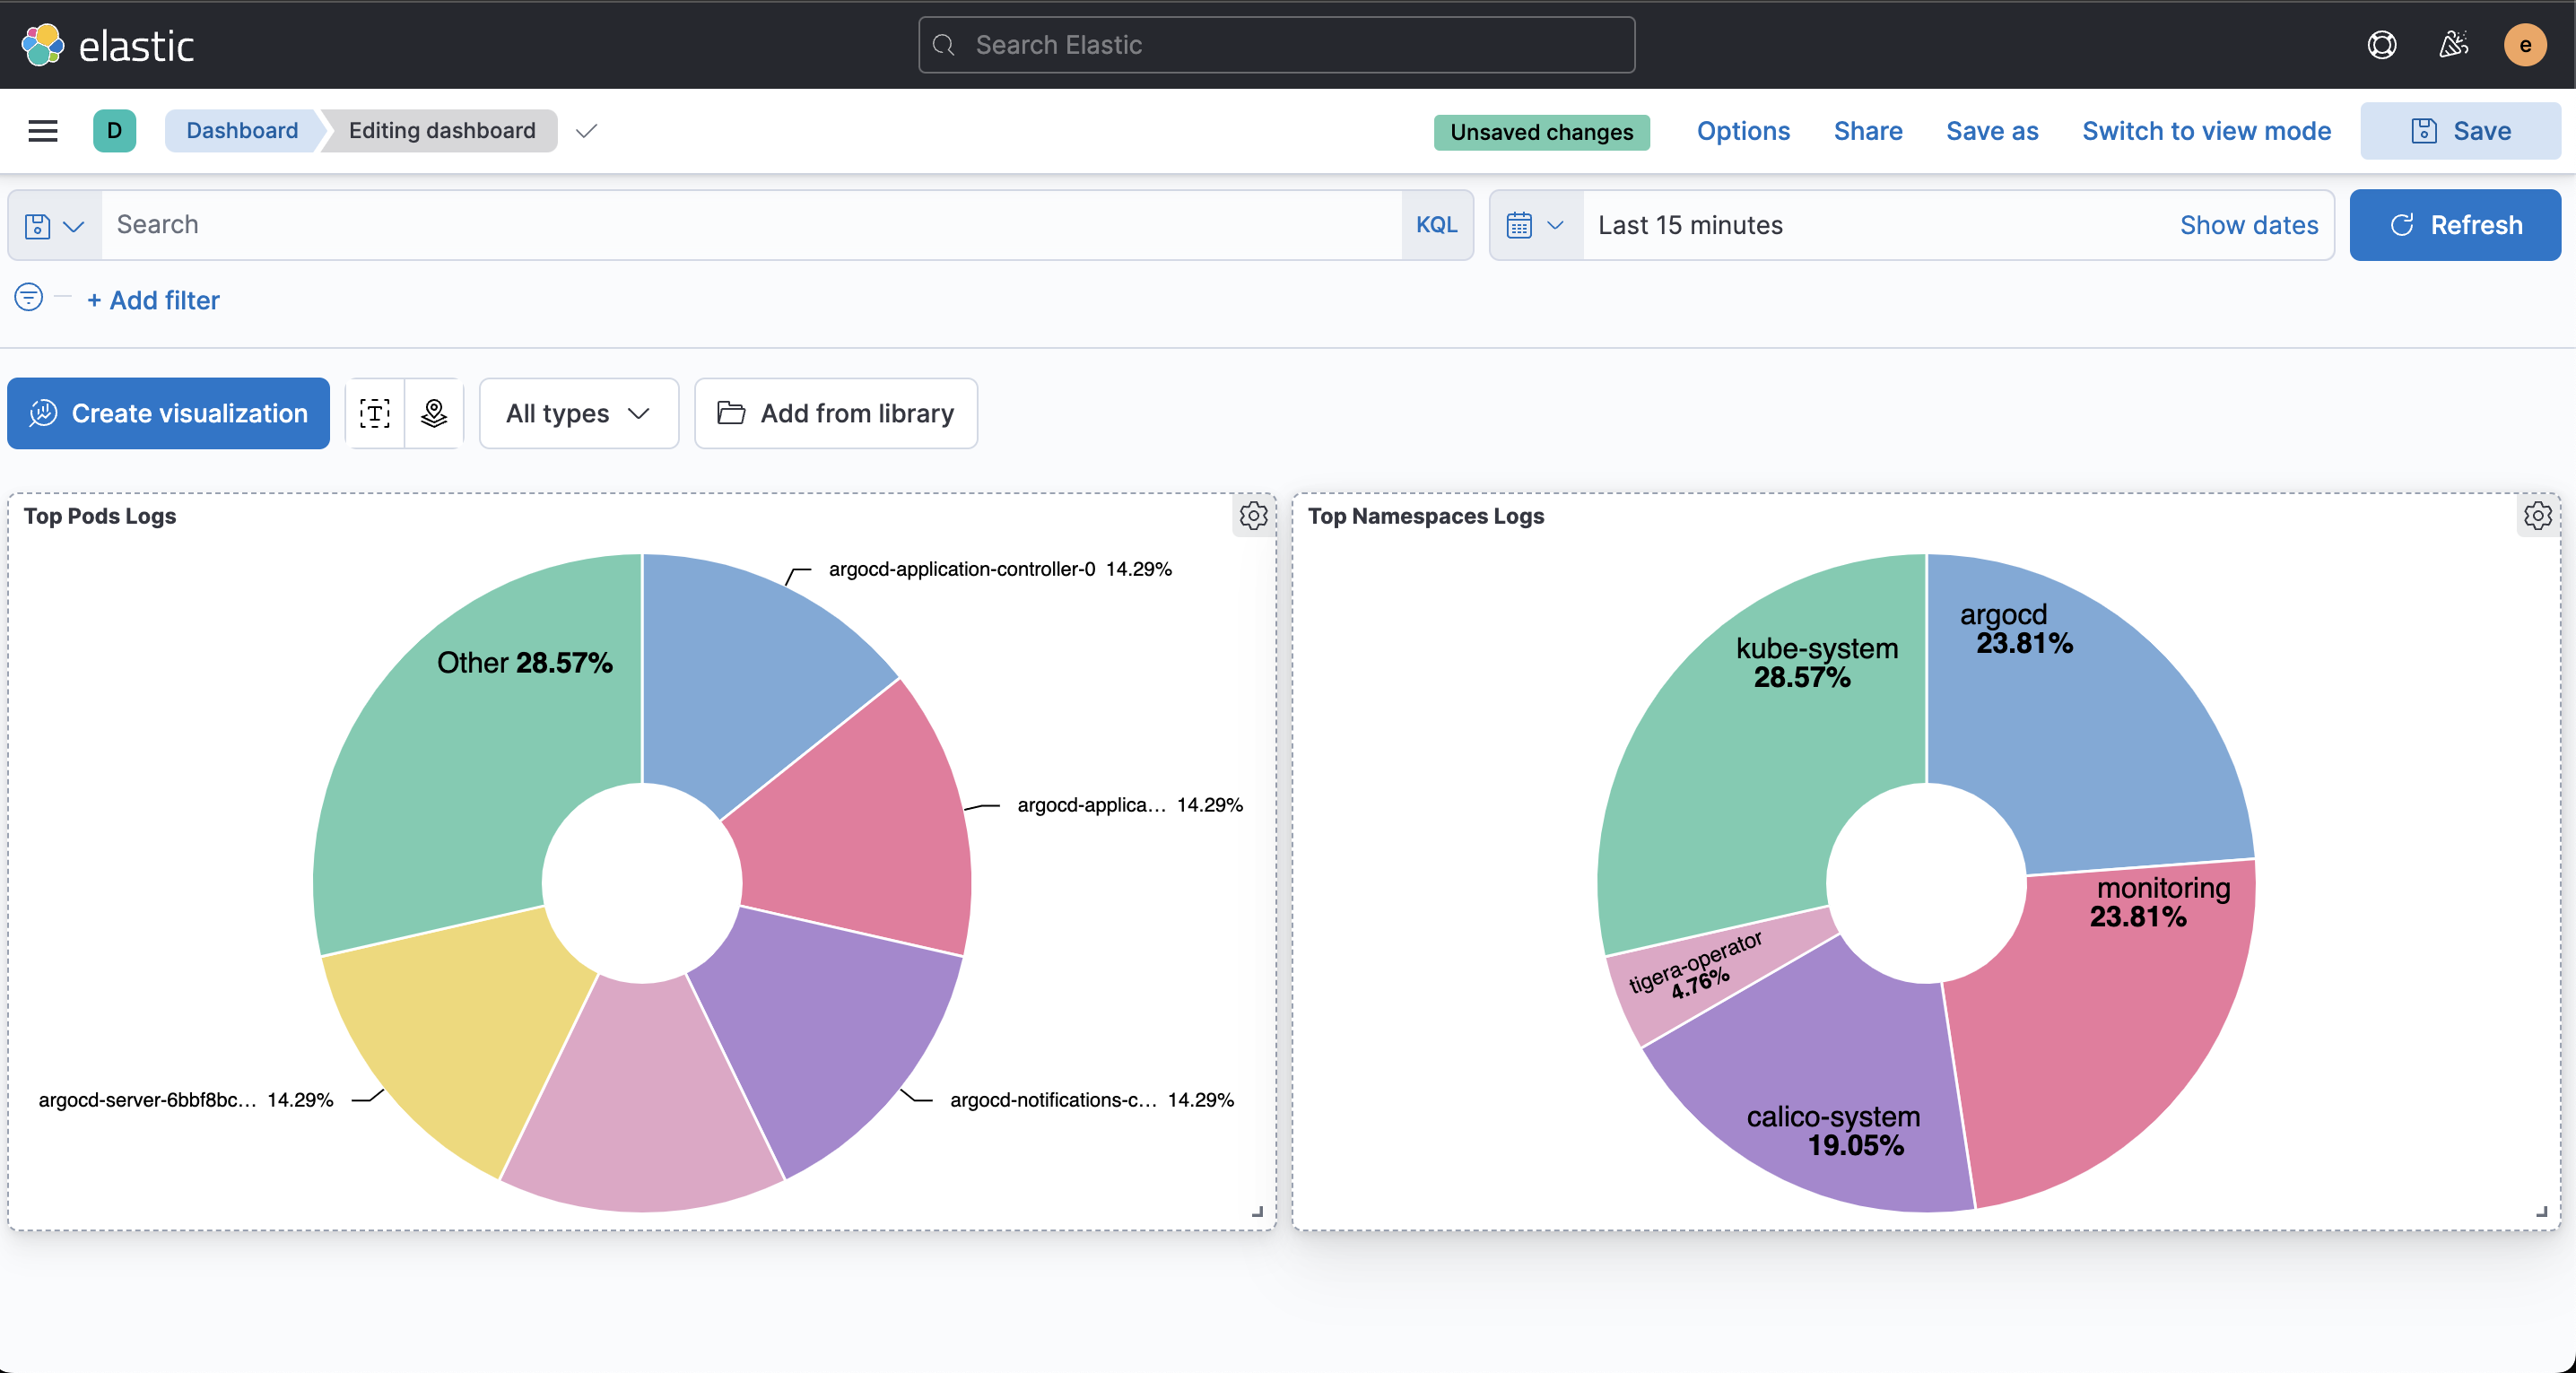 elastic
Search Elastic
e
D
Dashboard
Editing dashboard
Unsaved changes
Options
Share
Save as
Switch to view mode
Save
Search
KQL
Last 15 minutes
Show dates
Refresh
+ Add filter
Create visualization
T
All types
Add from library
Top Pods Logs
argocd-application-controller-0 14.29%
Other 28.57%
argocd-applica... 14.29%
argocd-server-6bbf8bc... 14.29%
argocd-notifications-c... 14.29%
Top Namespaces Logs
argocd
23.81%
kube-system
28.57%
monitoring
23.81%
tigera-operator
4.76%
calico-system
19.05%